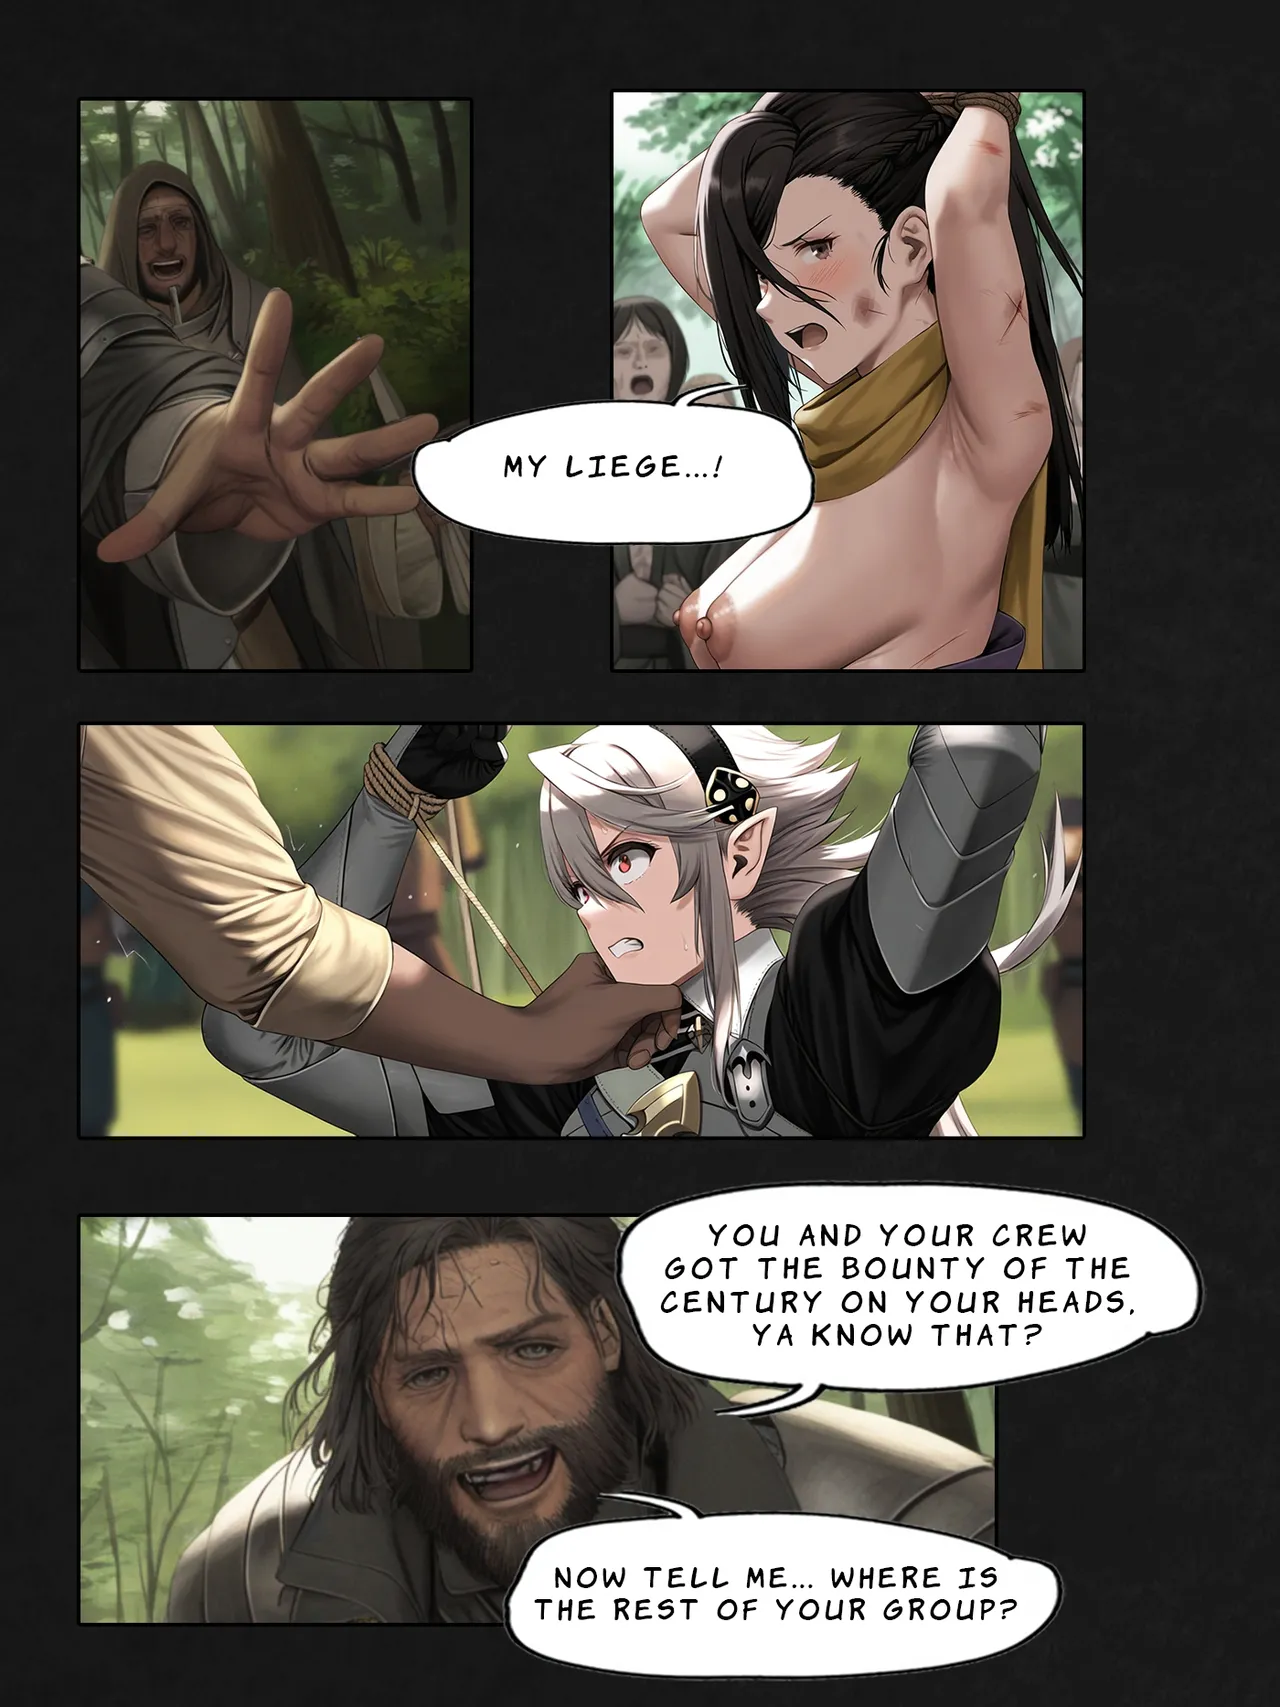 MY LIEGE...!
YOU AND YOUR CREW
GOT THE BOUNTY OF THE
CENTURY ON YOUR HEADS,
YA KNOW THAT?
NOW TELL ME... WHERE IS
THE REST OF YOUR GROUP?